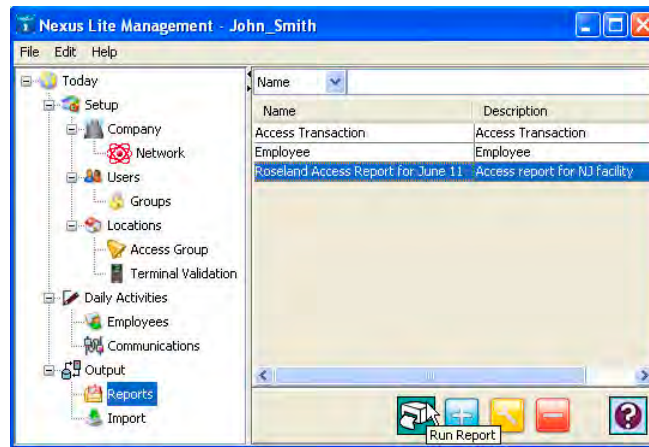 Nexus Lite Management - John_Smith
File Edit Help
Today
Setup
Company
Network
Users
Groups
Locations
Access Group
Terminal Validation
Daily Activities
Employees
Communications
Output
Reports
Import
Name
Name Description
Access Transaction Access Transaction
Employee Employee
Roseland Access Report for June 11 Access report for NJ facility
Run Report